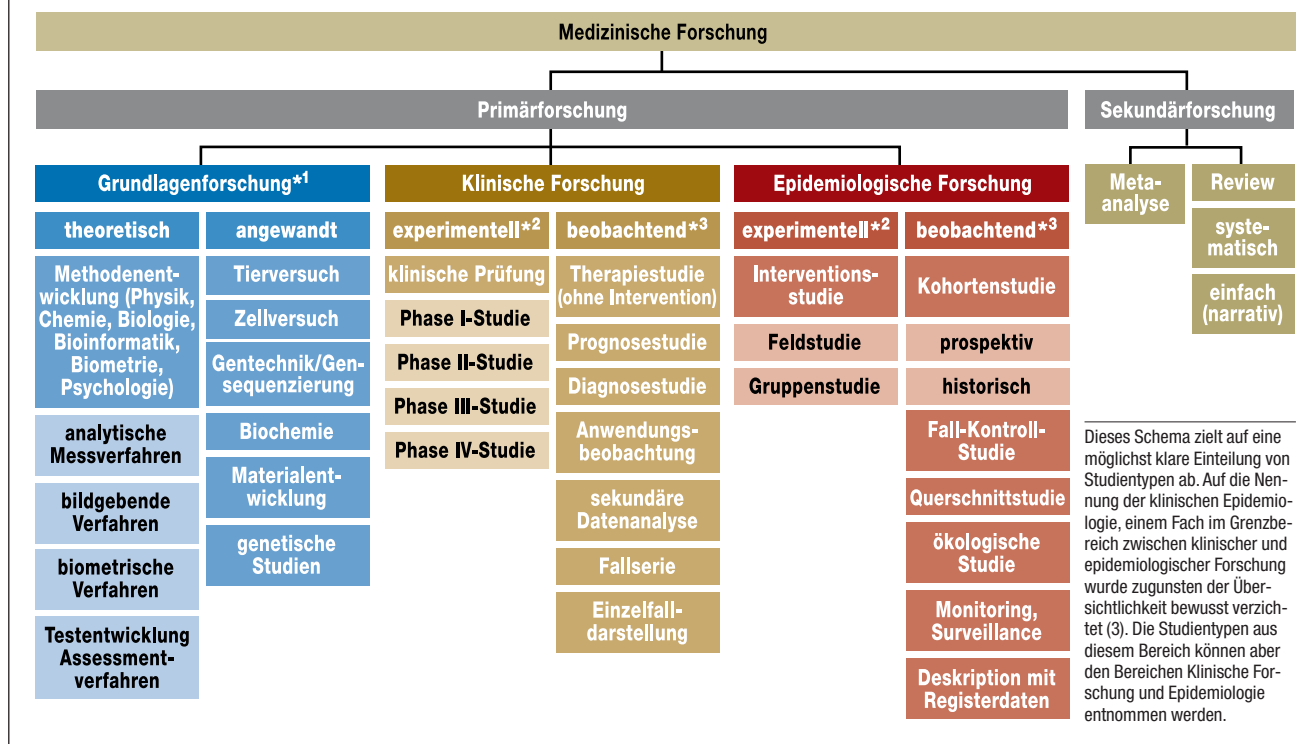 Medizinische Forschung
Primärforschung
Sekundärforschung
Grundlagenforschung*1
Klinische Forschung
Epidemiologische Forschung
Meta-
analyse
Review
syste-
matisch
einfach
(narrativ)
theoretisch
Methodenent-
wicklung (Physik,
Chemie, Biologie,
Bioinformatik,
Biometrie,
Psychologie)
analytische
Messverfahren
bildgebende
Verfahren
biometrische
Verfahren
Testentwicklung
Assessment-
verfahren
angewandt
Tierversuch
Zellversuch
Gentechnik/Gen-
sequenzierung
Biochemie
Materialent-
wicklung
genetische
Studien
experimentell*2
klinische Prüfung
Phase I-Studie
Phase II-Studie
Phase III-Studie
Phase IV-Studie
beobachtend*3
Therapiestudie
(ohne Intervention)
Prognosestudie
Diagnosestudie
Anwendungs-
beobachtung
sekundäre
Datenanalyse
Fallserie
Einzelfall-
darstellung
experimentell*2
Interventions-
studie
Feldstudie
Gruppenstudie
beobachtend*3
Kohortenstudie
prospektiv
historisch
Fall-Kontroll-
Studie
Querschnittstudie
ökologische
Studie
Monitoring,
Surveillance
Deskription mit
Registerdaten
Dieses Schema zielt auf eine
möglichst klare Einteilung von
Studientypen ab. Auf die Nen-
nung der klinischen Epidemio-
logie, einem Fach im Grenzbe-
reich zwischen klinischer und
epidemiologischer Forschung
wurde zugunsten der Über-
sichtlichkeit bewusst verzich-
tet (3). Die Studientypen aus
diesem Bereich können aber
den Bereichen Klinische For-
schung und Epidemiologie
entnommen werden.